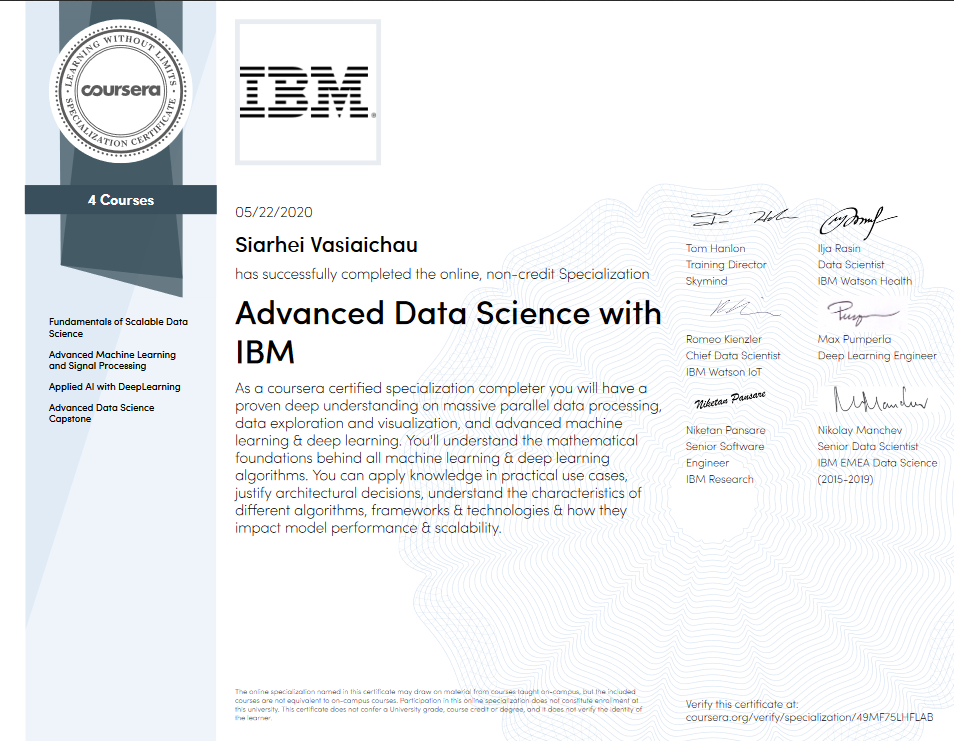 LEARNING WITHOUT LIMITS
coursera
SPECIALIZATION CERTIFICATE
4 Courses
Fundamentals of Scalable Data
Science
Advanced Machine Learning
and Signal Processing
Applied AI with DeepLearning
Advanced Data Science
Capstone
IBM®
05/22/2020
Siarhei Vasiaichau
has successfully completed the online, non-credit Specialization
Advanced Data Science with
IBM
As a coursera certified specialization completer you will have a
proven deep understanding on massive parallel data processing,
data exploration and visualization, and advanced machine
learning & deep learning. You'll understand the mathematical
foundations behind all machine learning & deep learning
algorithms. You can apply knowledge in practical use cases,
justify architectural decisions, understand the characteristics of
different algorithms, frameworks & technologies & how they
impact model performance & scalability.
Tom Hanlon
Training Director
Skymind
Ilja Rasin
Data Scientist
IBM Watson Health
Romeo Kienzler
Chief Data Scientist
IBM Watson IoT
Max Pumperla
Deep Learning Engineer
Niketan Pansare
Niketan Pansare
Senior Software
Engineer
IBM Research
Nikolay Manchev
Senior Data Scientist
IBM EMEA Data Science
(2015-2019)
The online specialization named in this certificate may draw on material from courses taught on-campus, but the included
courses are not equivalent to on-campus courses. Participation in this online specialization does not constitute enrollment at
this university. This certificate does not confer a University grade, course credit or degree, and it does not verify the identity of
the learner.
Verify this certificate at:
coursera.org/verify/specialization/49MF75LHFLAB